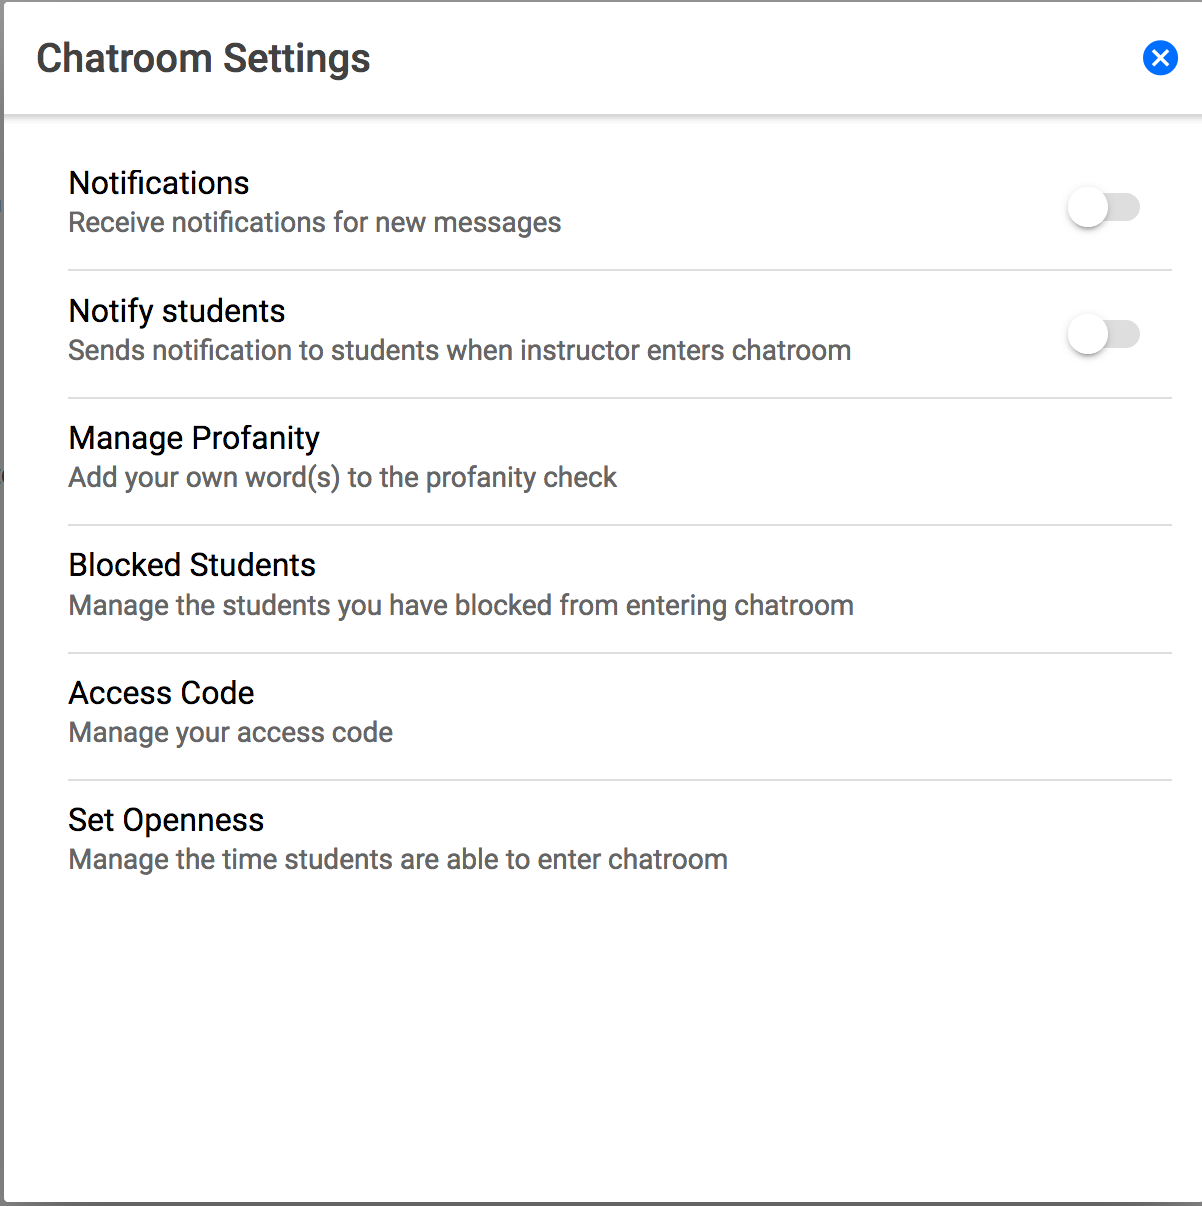 Chatroom Settings
Notifications
Receive notifications for new messages
Notify students
Sends notification to students when instructor enters chatroom
Manage Profanity
Add your own word(s) to the profanity check
Blocked Students
Manage the students you have blocked from entering chatroom
Access Code
Manage your access code
Set Openness
Manage the time students are able to enter chatroom